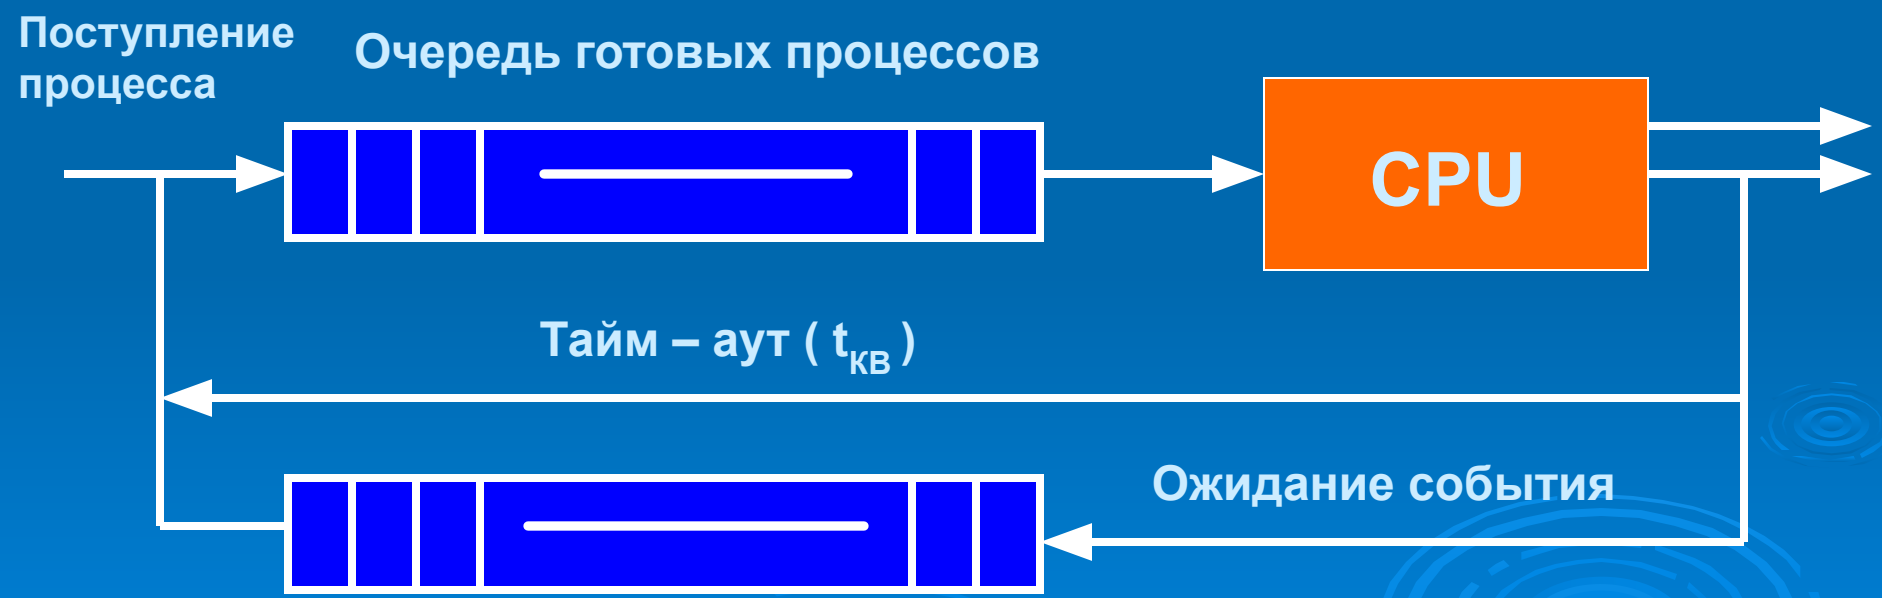 Поступление
процесса
Очередь готовых процессов
CPU
Тайм – аут ( tКВ )
Ожидание события